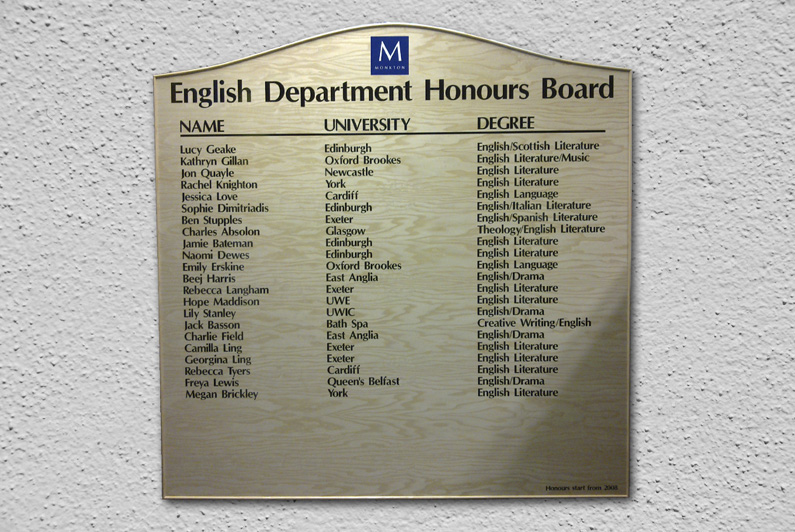 M
MONKTON
English Department Honours Board
NAME UNIVERSITY DEGREE
Lucy Geake Edinburgh English/Scottish Literature
Kathryn Gillan Oxford Brookes English Literature/Music
Jon Quayle Newcastle English Literature
Rachel Knighton York English Literature
Jessica Love Cardiff English Language
Sophie Dimitriadis Edinburgh English/Italian Literature
Ben Stupples Exeter English/Spanish Literature
Charles Absolon Glasgow Theology/English Literature
Jamie Bateman Edinburgh English Literature
Naomi Dewes Edinburgh English Literature
Emily Erskine Oxford Brookes English Language
Beej Harris East Anglia English/Drama
Rebecca Langham Exeter English Literature
Hope Maddison UWE English Literature
Lily Stanley UWIC English/Drama
Jack Basson Bath Spa Creative Writing/English
Charlie Field East Anglia English/Drama
Camilla Ling Exeter English Literature
Georgina Ling Exeter English Literature
Rebecca Tyers Cardiff English Literature
Freya Lewis Queen's Belfast English/Drama
Megan Brickley York English Literature
Honours start from 2008